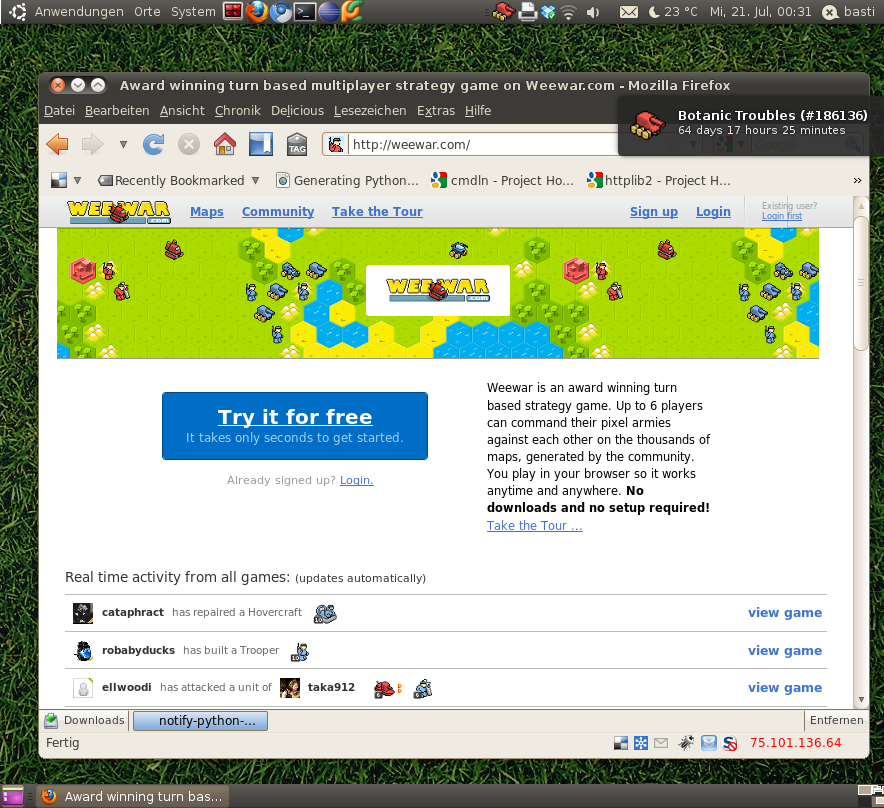 Anwendungen Orte System
23 °C Mi, 21. Jul, 00:31 basti
Award winning turn based multiplayer strategy game on Weewar.com - Mozilla Firefox
Datei Bearbeiten Ansicht Chronik Delicious Lesezeichen Extras Hilfe
Botanic Troubles (#186136)
64 days 17 hours 25 minutes
TAG
http://weewar.com/
Recently Bookmarked Generating Python... cmdln - Project Ho... httplib2 - Project H... »
WEEWAR.com Maps Community Take the Tour Sign up Login
Existing user?
Login first
WEEWAR
.com
Try it for free
It takes only seconds to get started.
Already signed up? Login.
Weewar is an award winning turn
based strategy game. Up to 6 players
can command their pixel armies
against each other on the thousands of
maps, generated by the community.
You play in your browser so it works
anytime and anywhere. No
downloads and no setup required!
Take the Tour ...
Real time activity from all games: (updates automatically)
cataphract has repaired a Hovercraft 10 view game
robabyducks has built a Trooper 10 view game
ellwoodi has attacked a unit of taka912 view game
Downloads notify-python-... Entfernen
Fertig 75.101.136.64
Award winning turn bas...